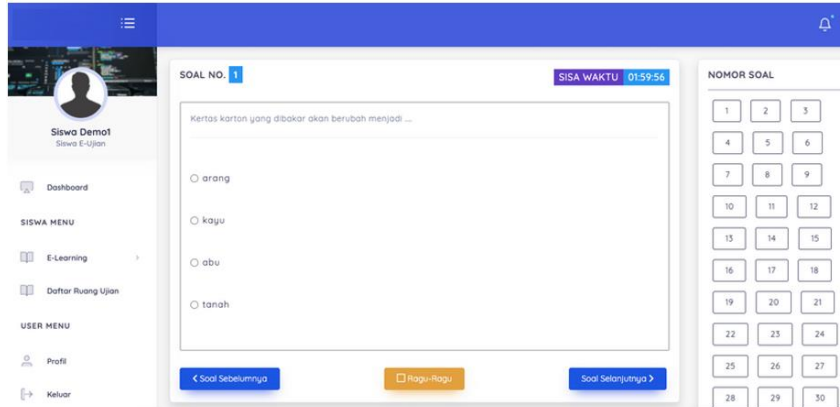 Siswa Demo1
Siswa E-Ujian
Dashboard
SISWA MENU
E-Learning
Daftar Ruang Ujian
USER MENU
Profil
Keluar
SOAL NO. 1
SISA WAKTU 01:59:56
Kertas karton yang dibakar akan berubah menjadi ...
arang
kayu
abu
tanah
Soal Sebelumnya
Ragu-Ragu
Soal Selanjutnya
NOMOR SOAL
1 2 3
4 5 6
7 8 9
10 11 12
13 14 15
16 17 18
19 20 21
22 23 24
25 26 27
28 29 30